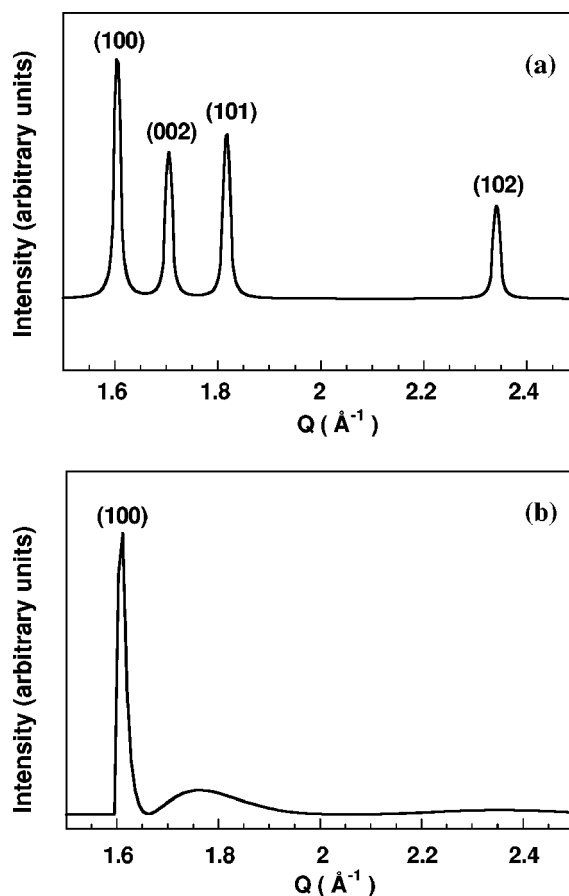 (100)
(a)
(002)
(101)
(102)
Intensity (arbitrary units)
1.6 1.8 2 2.2 2.4
Q ( Å-1 )
(100)
(b)
Intensity (arbitrary units)
1.6 1.8 2 2.2 2.4
Q ( Å-1 )